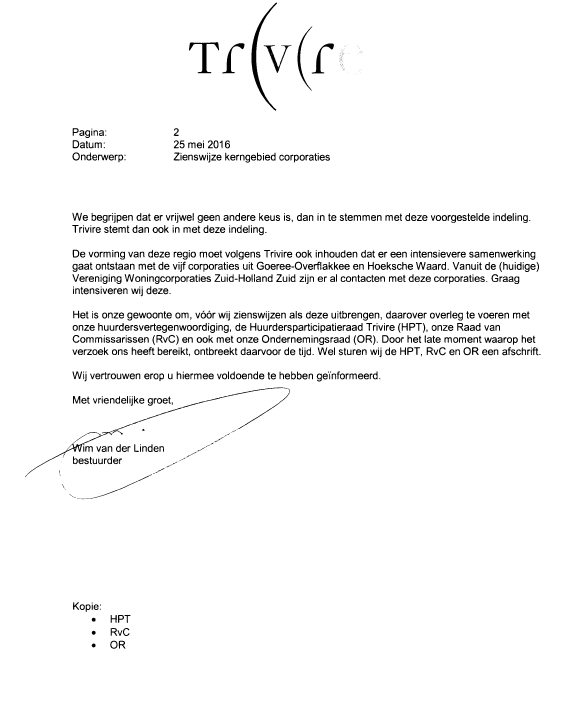 Trivire
Pagina: 2
Datum: 25 mei 2016
Onderwerp: Zienswijze kerngebied corporaties
We begrijpen dat er vrijwel geen andere keus is, dan in te stemmen met deze voorgestelde indeling.
Trivire stemt dan ook in met deze indeling.
De vorming van deze regio moet volgens Trivire ook inhouden dat er een intensievere samenwerking
gaat ontstaan met de vijf corporaties uit Goeree-Overflakkee en Hoeksche Waard. Vanuit de (huidige)
Vereniging Woningcorporaties Zuid-Holland Zuid zijn er al contacten met deze corporaties. Graag
intensiveren wij deze.
Het is onze gewoonte om, vóór wij zienswijzen als deze uitbrengen, daarover overleg te voeren met
onze huurdersvertegenwoordiging, de Huurdersparticipatieraad Trivire (HPT), onze Raad van
Commissarissen (RvC) en ook met onze Ondernemingsraad (OR). Door het late moment waarop het
verzoek ons heeft bereikt, ontbreekt daarvoor de tijd. Wel sturen wij de HPT, RvC en OR een afschrift.
Wij vertrouwen erop u hiermee voldoende te hebben geïnformeerd.
Met vriendelijke groet,
Wim van der Linden
bestuurder
Kopie:
• HPT
• RvC
• OR